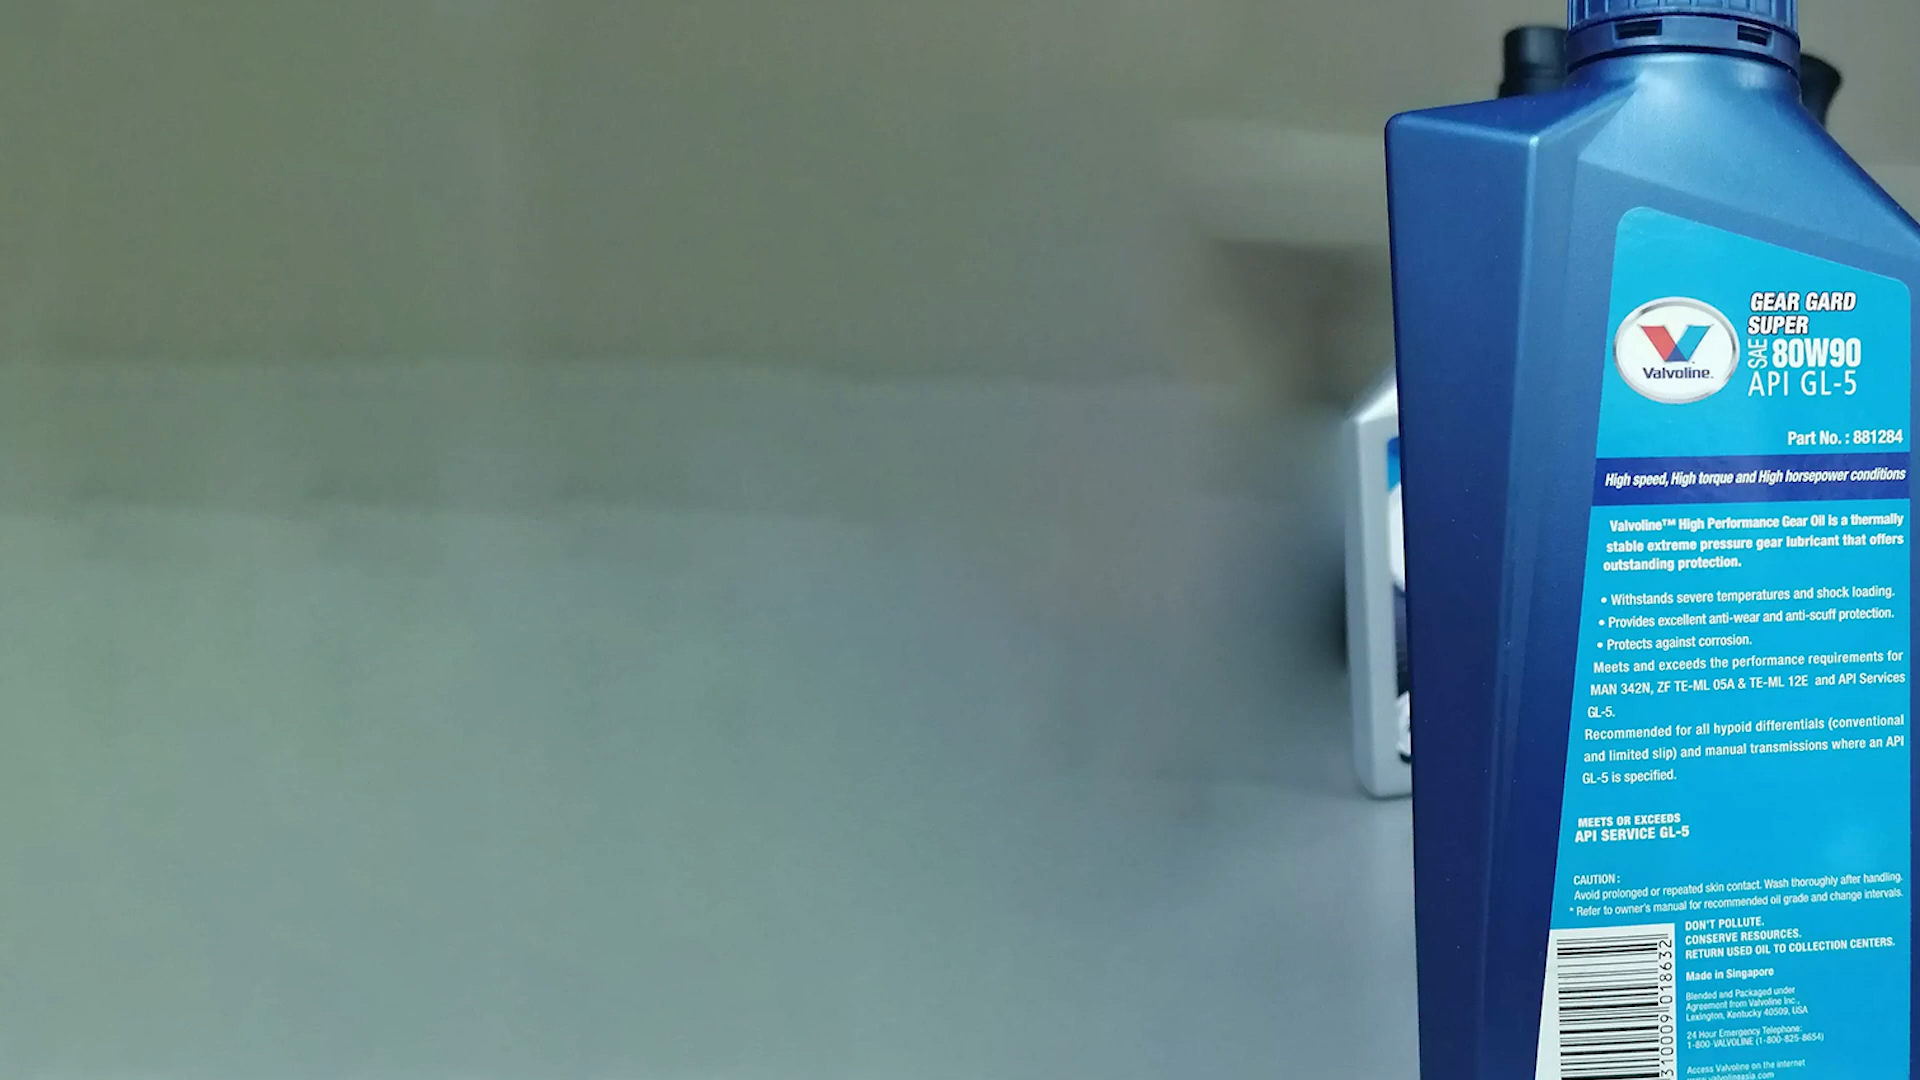 GEAR GARD
SUPER
SAE 80W90
API GL-5
Valvoline.
Part No. : 881284
High speed, High torque and High horsepower conditions
Valvoline™ High Performance Gear Oil is a thermally
stable extreme pressure gear lubricant that offers
outstanding protection.
• Withstands severe temperatures and shock loading.
• Provides excellent anti-wear and anti-scuff protection.
• Protects against corrosion.
Meets and exceeds the performance requirements for
MAN 342N, ZF TE-ML 05A & TE-ML 12E and API Services
GL-5.
Recommended for all hypoid differentials (conventional
and limited slip) and manual transmissions where an API
GL-5 is specified.
MEETS OR EXCEEDS
API SERVICE GL-5
CAUTION :
Avoid prolonged or repeated skin contact. Wash thoroughly after handling.
* Refer to owner's manual for recommended oil grade and change intervals.
DON'T POLLUTE.
CONSERVE RESOURCES.
RETURN USED OIL TO COLLECTION CENTERS.
Made in Singapore
Blended and Packaged under
Agreement from Valvoline Inc.,
Lexington, Kentucky 40509, USA
24 Hour Emergency Telephone:
1-800-VALVOLINE (1-800-825-8654)
Access Valvoline on the internet
www.valvolineasia.com
310009 018632